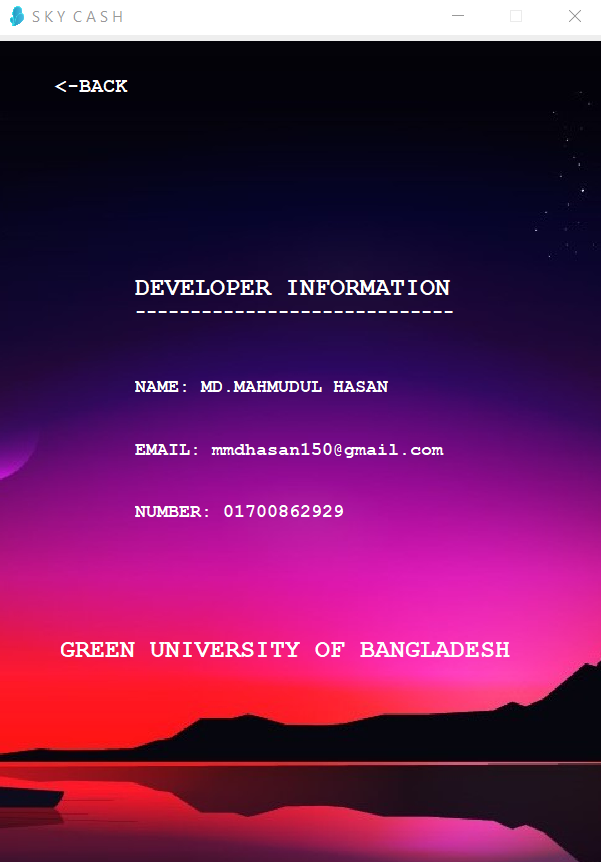 SKY CASH
<-BACK
DEVELOPER INFORMATION
-----------------------------
NAME: MD.MAHMUDUL HASAN
EMAIL: mmdhasan150@gmail.com
NUMBER: 01700862929
GREEN UNIVERSITY OF BANGLADESH